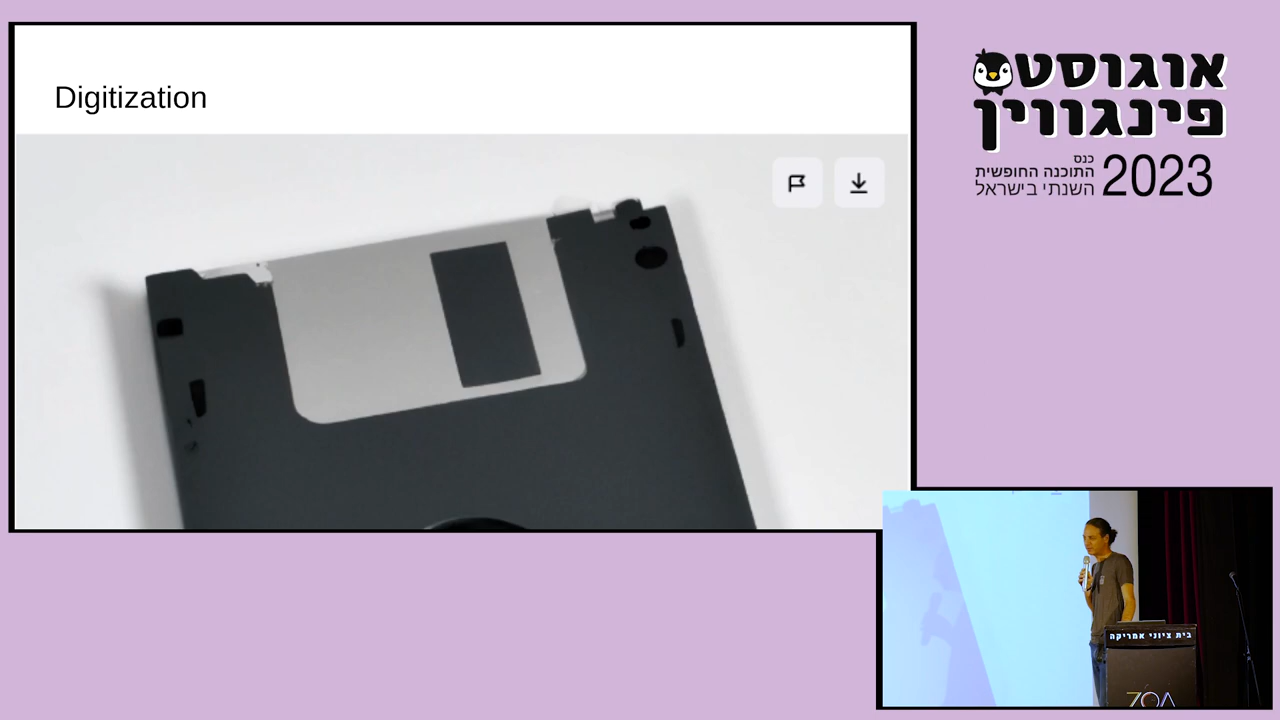 Digitization
אוגוסט
פינגווין
כנס
התוכנה החופשית
השנתי בישראל
2023
בית ציוני אמריקה
ZOA